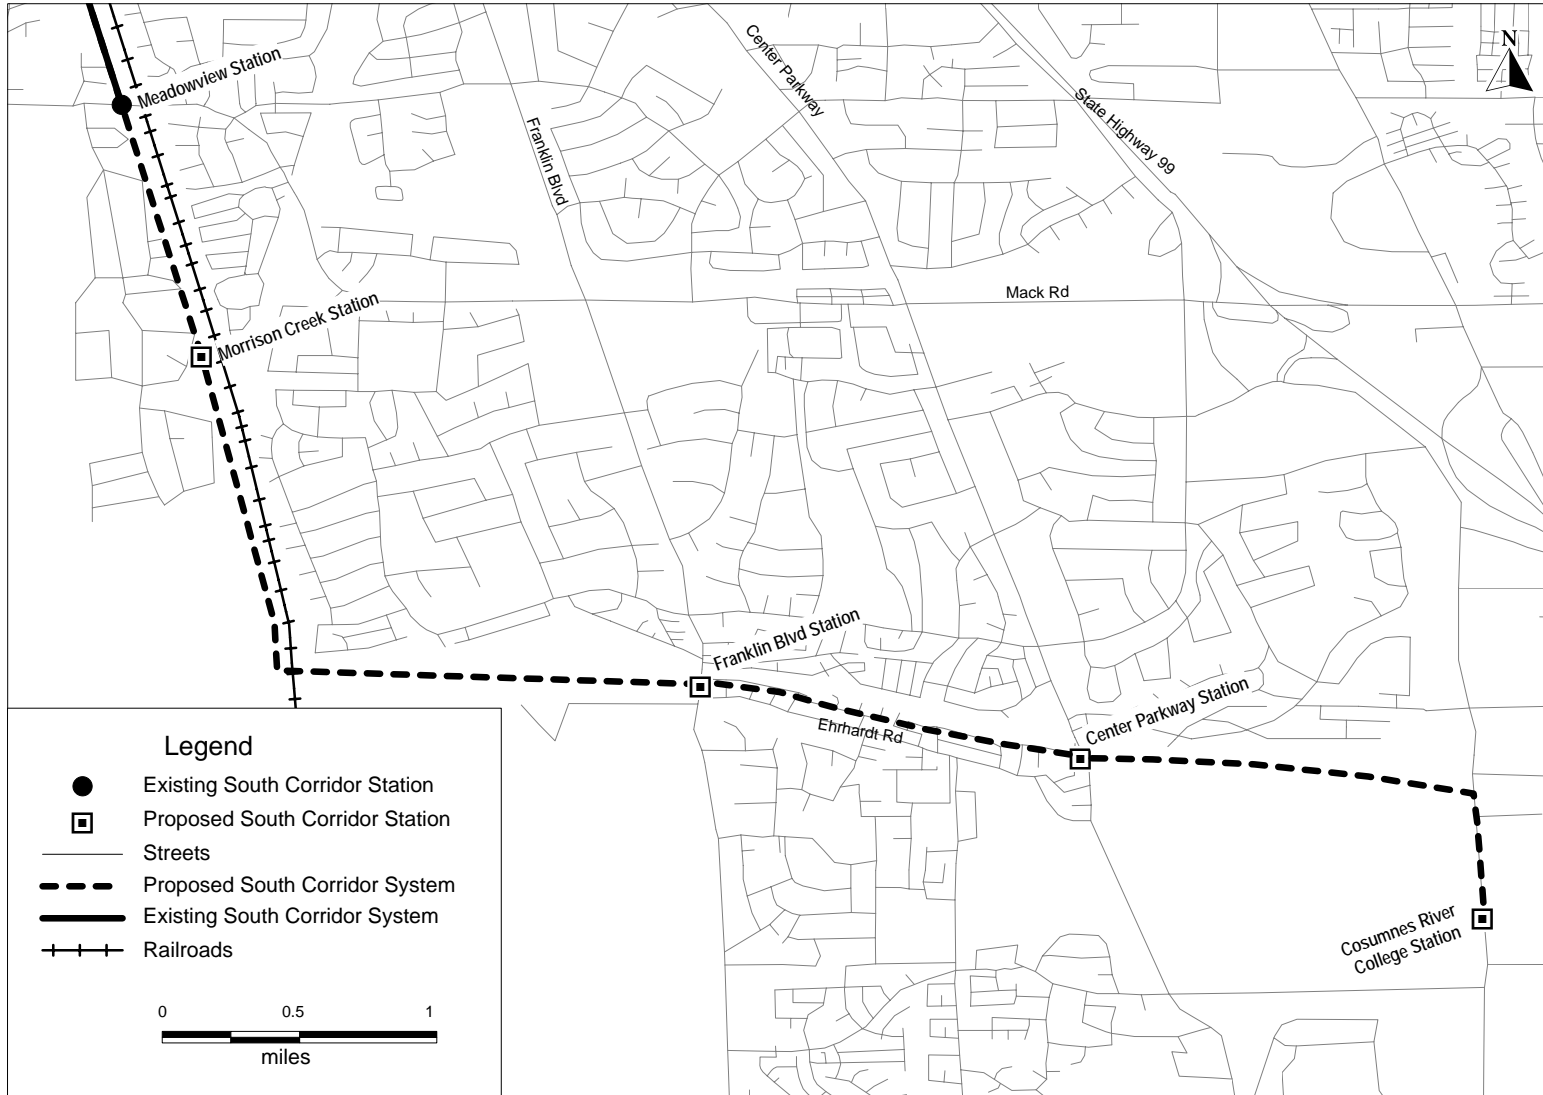 N
Meadowview Station
Center Parkway
State Highway 99
Franklin Blvd
Mack Rd
Morrison Creek Station
Franklin Blvd Station
Ehrhardt Rd
Center Parkway Station
Cosumnes River
College Station
Legend
Existing South Corridor Station
Proposed South Corridor Station
Streets
Proposed South Corridor System
Existing South Corridor System
Railroads
0 0.5 1
miles